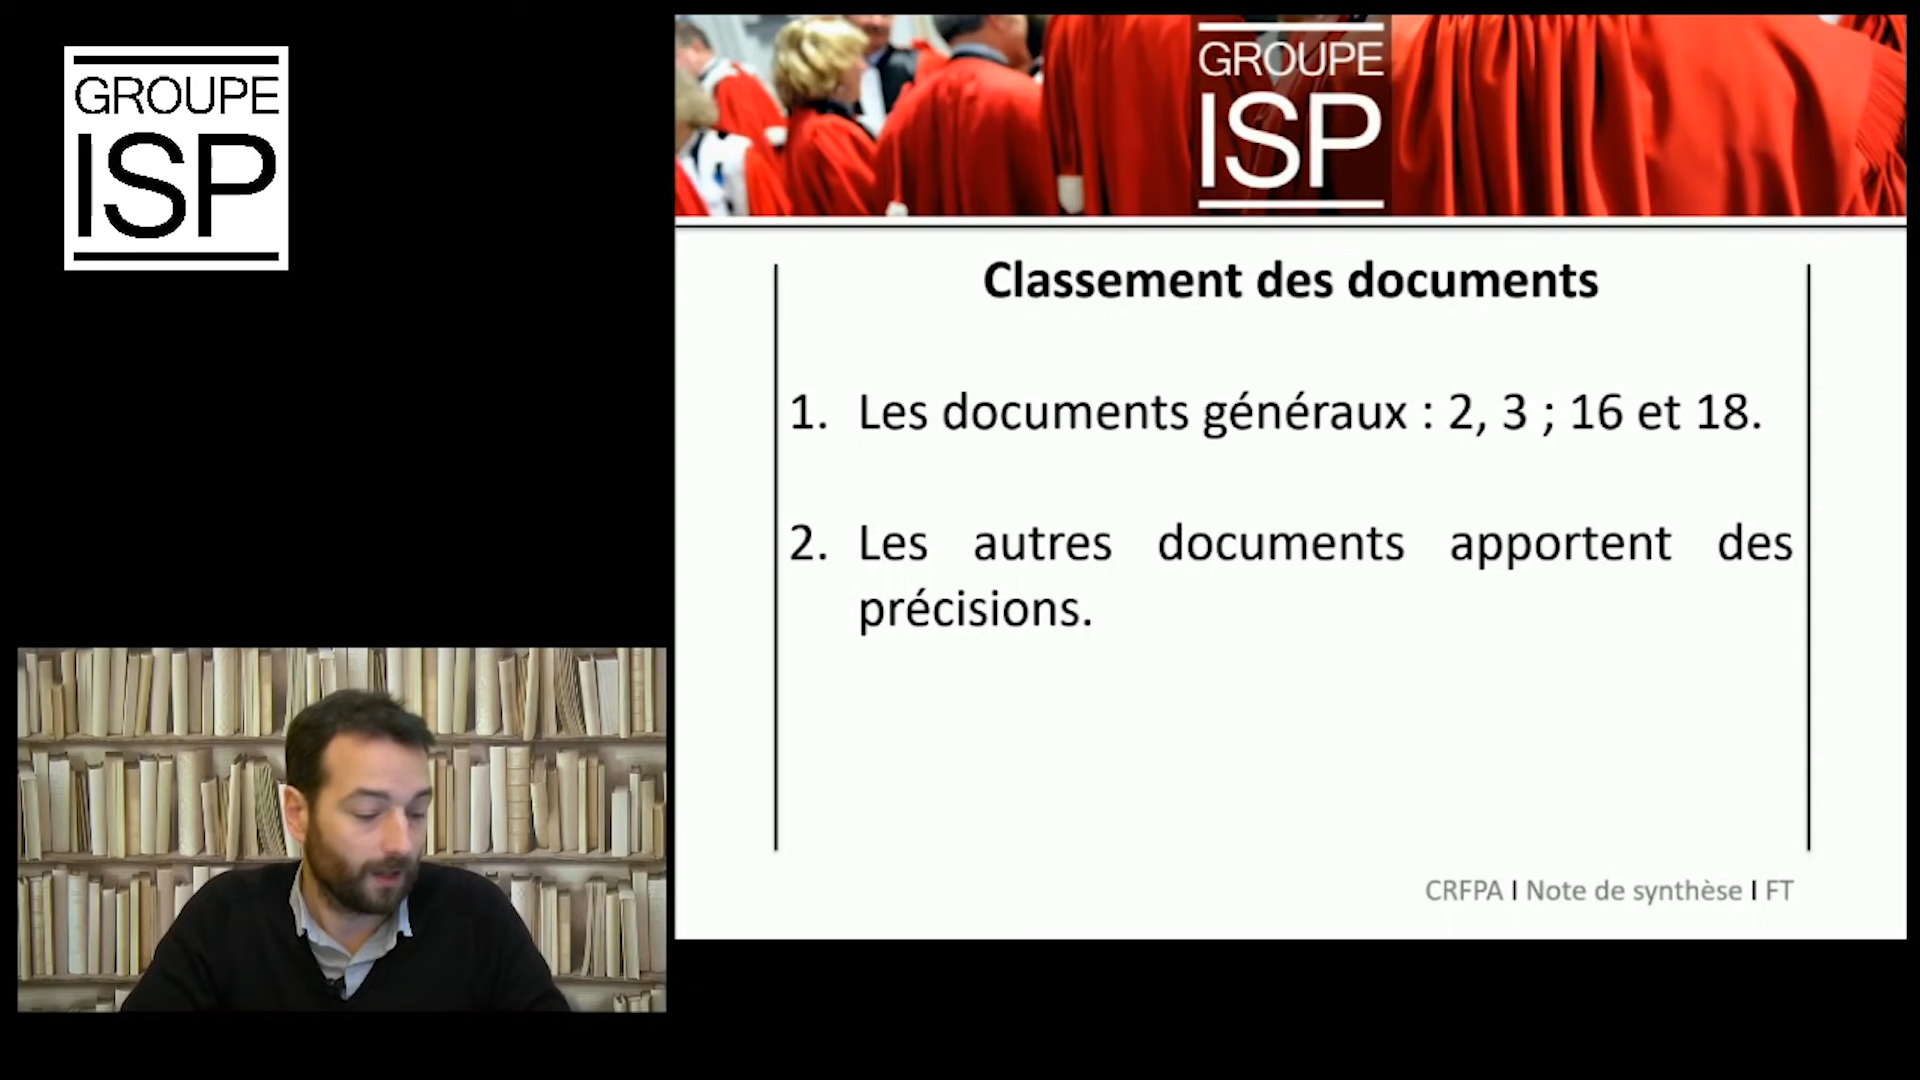 GROUPE
ISP
GROUPE
ISP
Classement des documents
1. Les documents généraux : 2, 3 ; 16 et 18.
2. Les autres documents apportent des
précisions.
CRFPA I Note de synthèse I FT